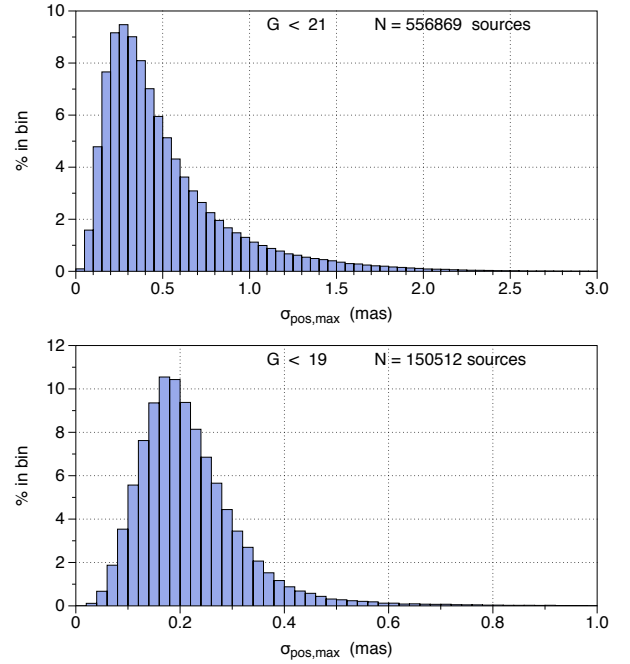 G < 21 N = 556869 sources
10
8
6
4
2
0
% in bin
0 0.5 1.0 1.5 2.0 2.5 3.0
σpos,max (mas)
G < 19 N = 150512 sources
12
10
8
6
4
2
0
% in bin
0 0.2 0.4 0.6 0.8 1.0
σpos,max (mas)